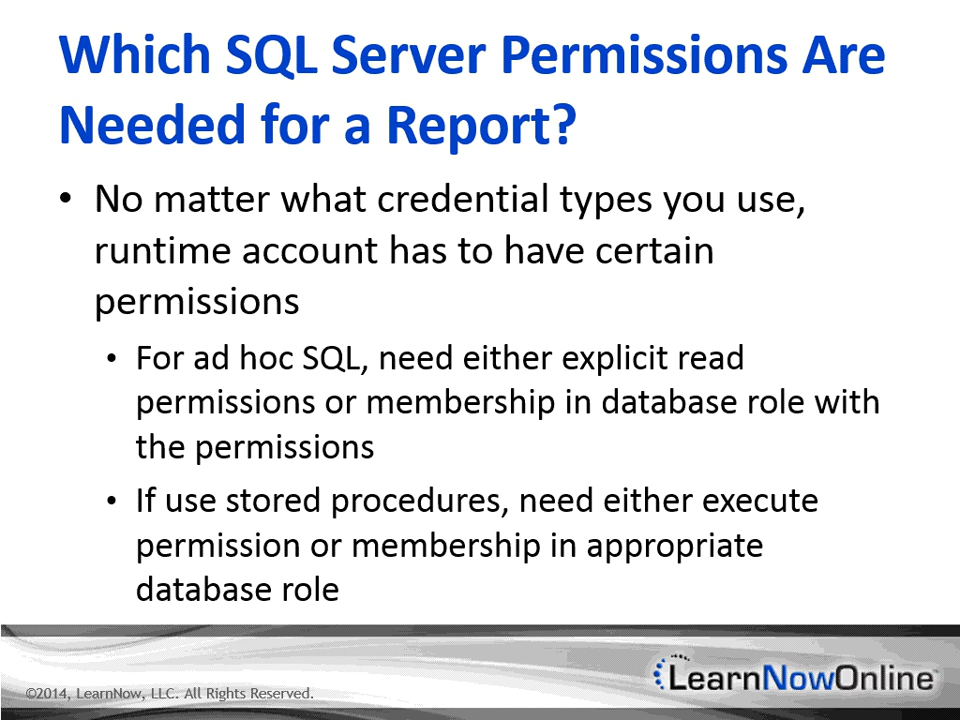 Which SQL Server Permissions Are
Needed for a Report?
• No matter what credential types you use,
runtime account has to have certain
permissions
• For ad hoc SQL, need either explicit read
permissions or membership in database role with
the permissions
• If use stored procedures, need either execute
permission or membership in appropriate
database role
©2014, LearnNow, LLC. All Rights Reserved.
LearnNowOnline